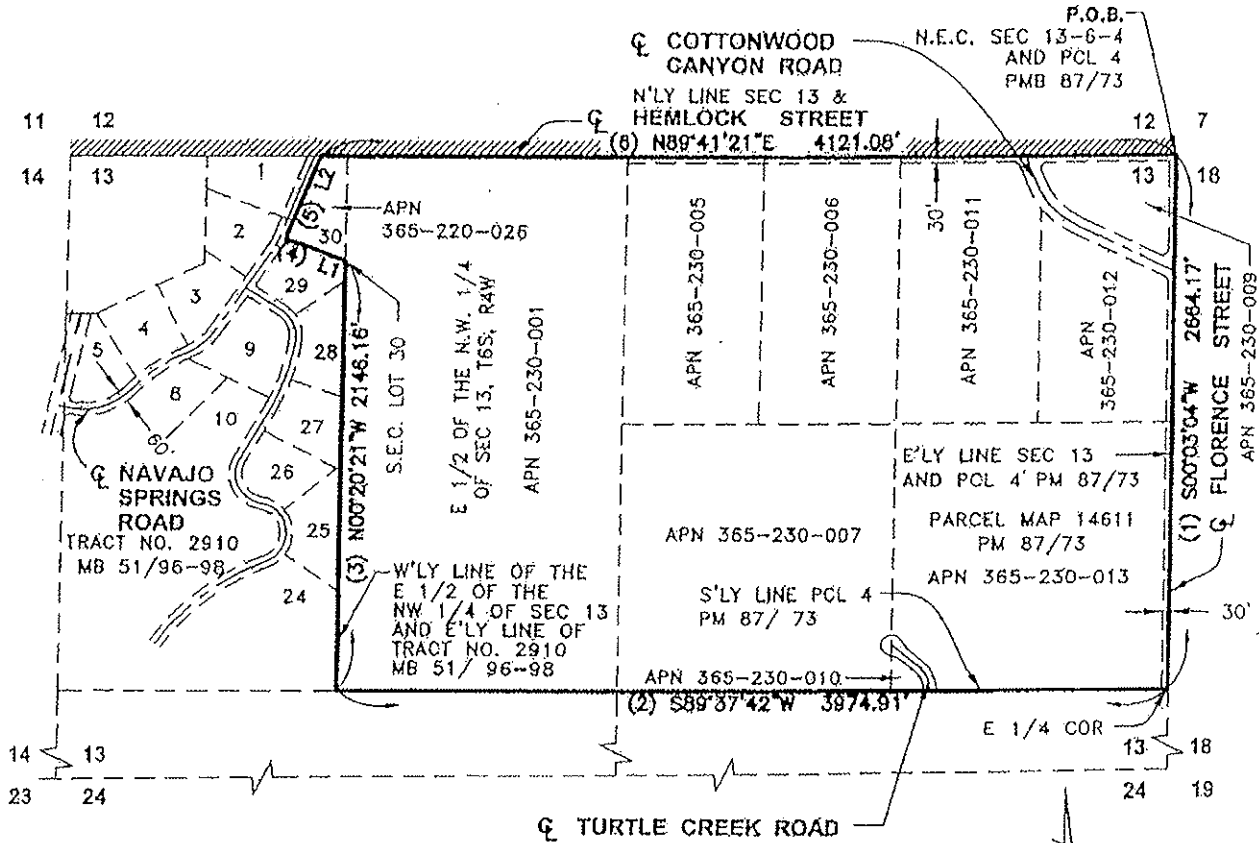 P.O.B.
N.E.C. SEC 13-6-4
AND PCL 4
PMB 87/73
℄ COTTONWOOD
CANYON ROAD
N'LY LINE SEC 13 &
℄ HEMLOCK STREET
(6) N89°41'21"E 4121.08'
11 12
12 7
14 13
13 18
1
2
3
4
5
8
9
10
24
25
26
27
28
29
30
(5) L2
(4) L1
APN
365-220-026
S.E.C. LOT 30
(3) N00°20'21"W 2146.16'
E 1/2 OF THE N.W. 1/4
OF SEC 13, T6S, R4W
APN 365-230-001
APN 365-230-005
APN 365-230-006
APN 365-230-011
30'
APN
365-230-012
APN 365-230-009
(1) S00°03'04"W 2664.17'
℄ FLORENCE STREET
60'
℄ NAVAJO
SPRINGS
ROAD
TRACT NO. 2910
MB 51/96-98
W'LY LINE OF THE
E 1/2 OF THE
NW 1/4 OF SEC 13
AND E'LY LINE OF
TRACT NO. 2910
MB 51/ 96-98
E'LY LINE SEC 13
AND PCL 4' PM 87/73
APN 365-230-007
PARCEL MAP 14611
PM 87/73
APN 365-230-013
S'LY LINE PCL 4
PM 87/ 73
30'
APN 365-230-010
(2) S89°37'42"W 3974.91'
E 1/4 COR
14 13
13 18
23 24
24 19
℄ TURTLE CREEK ROAD